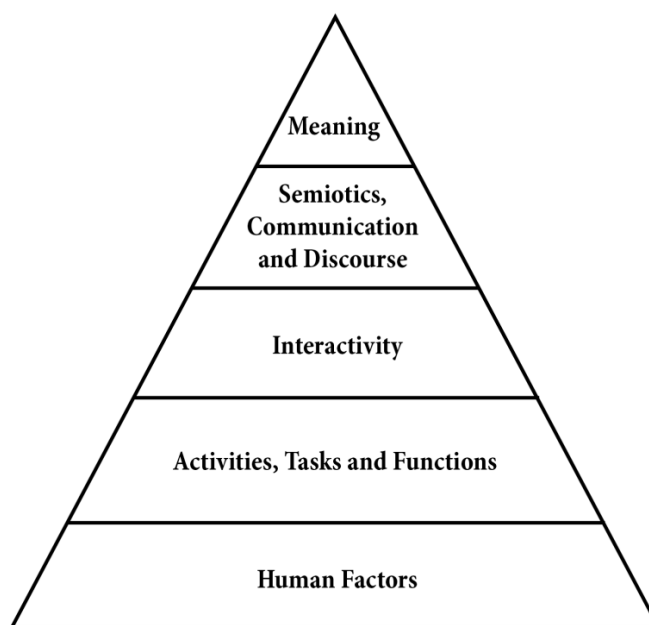 Meaning
Semiotics,
Communication
and Discourse
Interactivity
Activities, Tasks and Functions
Human Factors